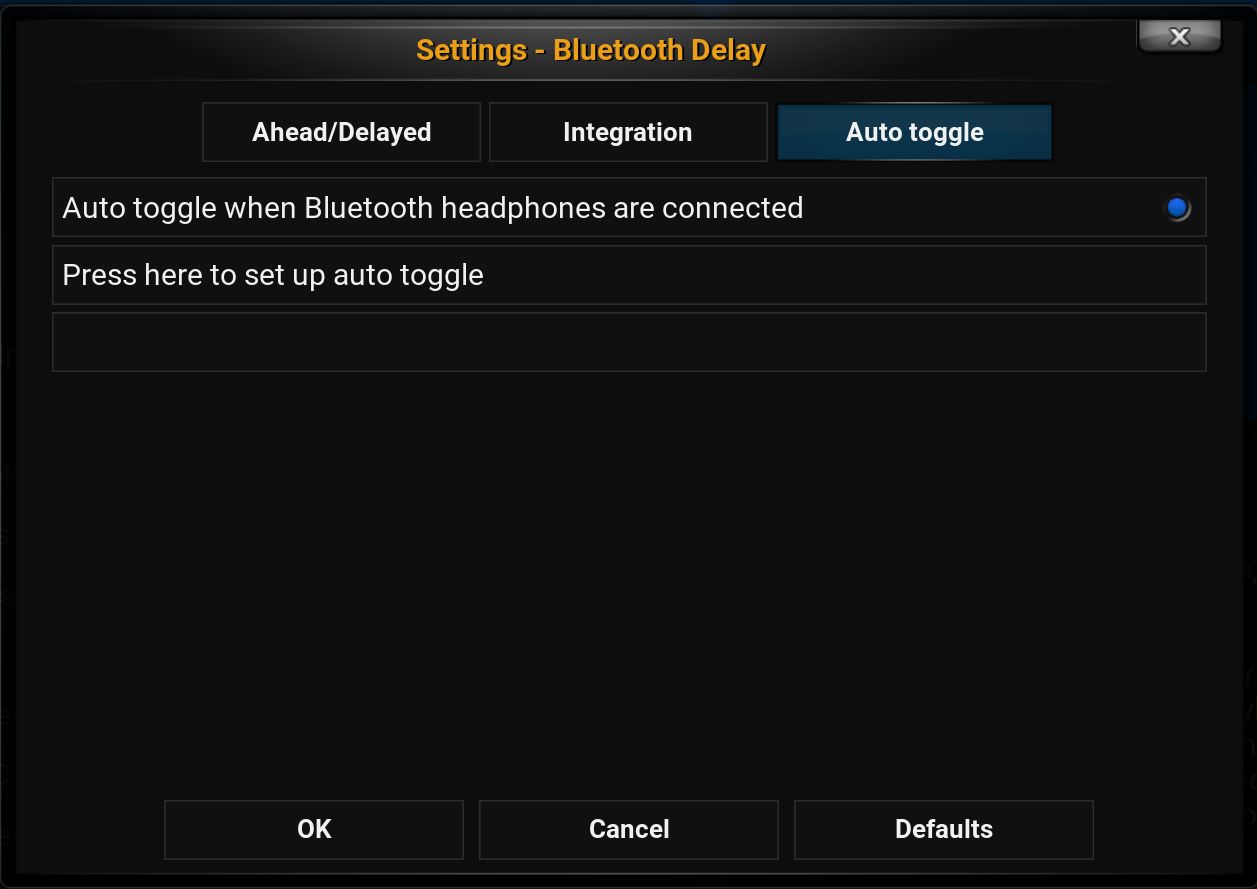 Settings - Bluetooth Delay
X
Ahead/Delayed
Integration
Auto toggle
Auto toggle when Bluetooth headphones are connected
Press here to set up auto toggle
OK
Cancel
Defaults